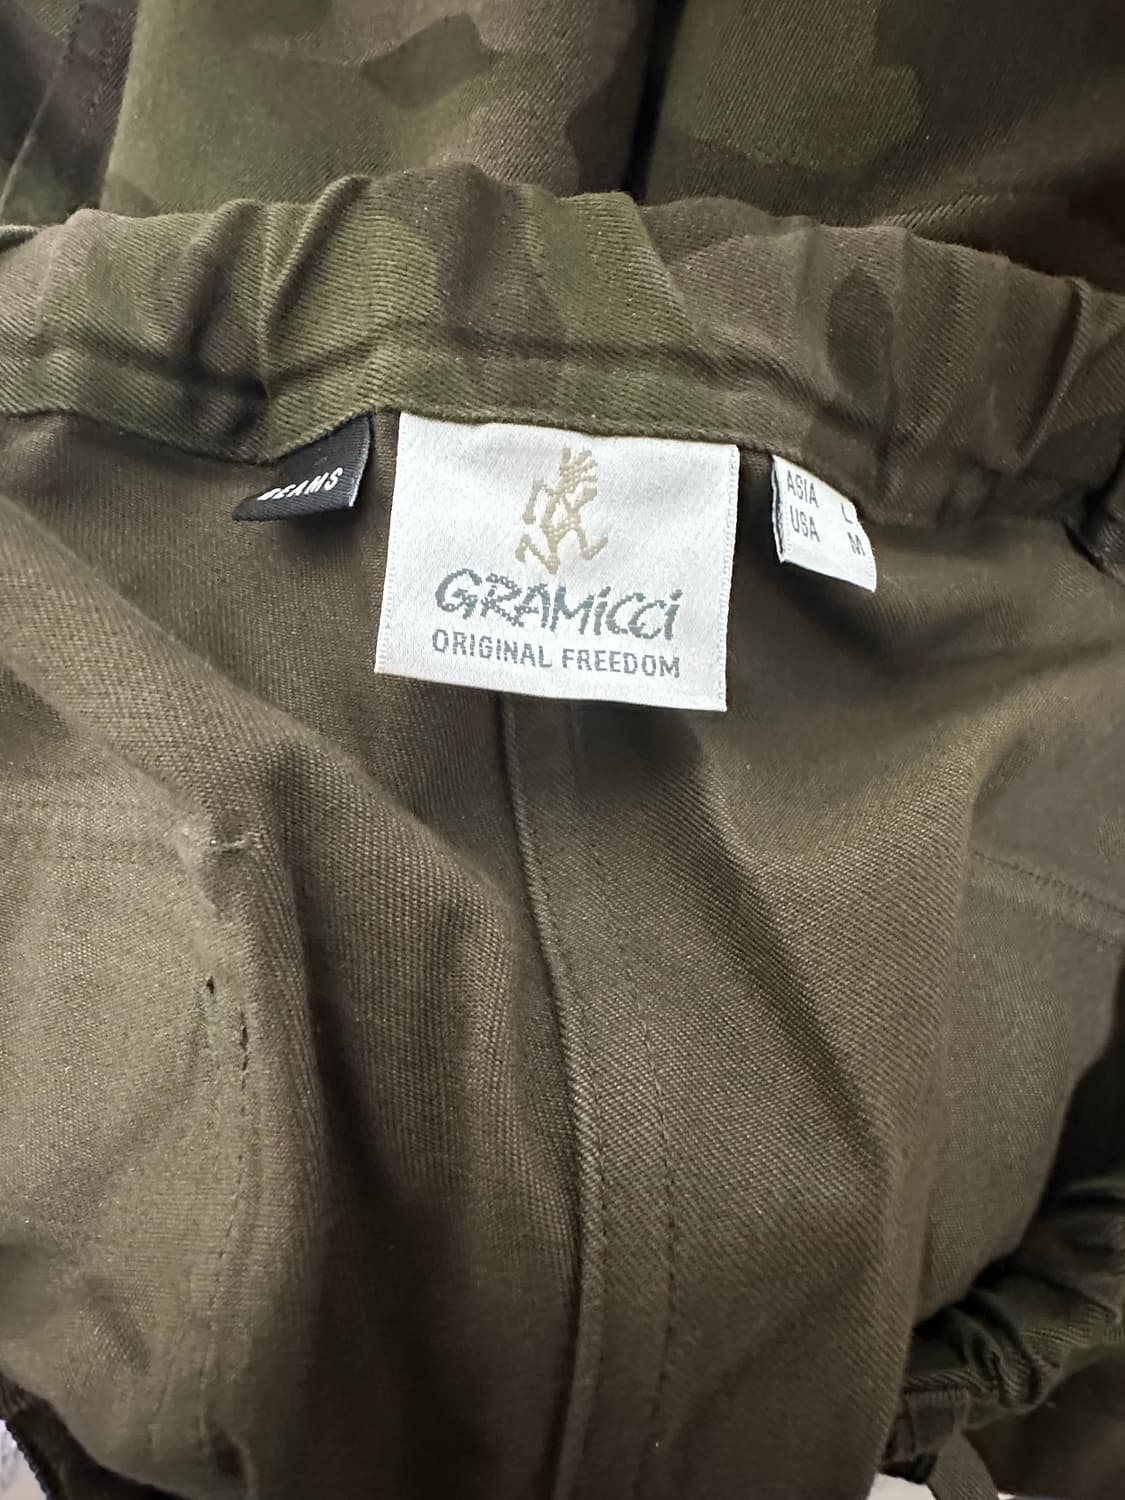 BEAMS
GRAMiCCi
ORIGINAL FREEDOM
ASIA L
USA M